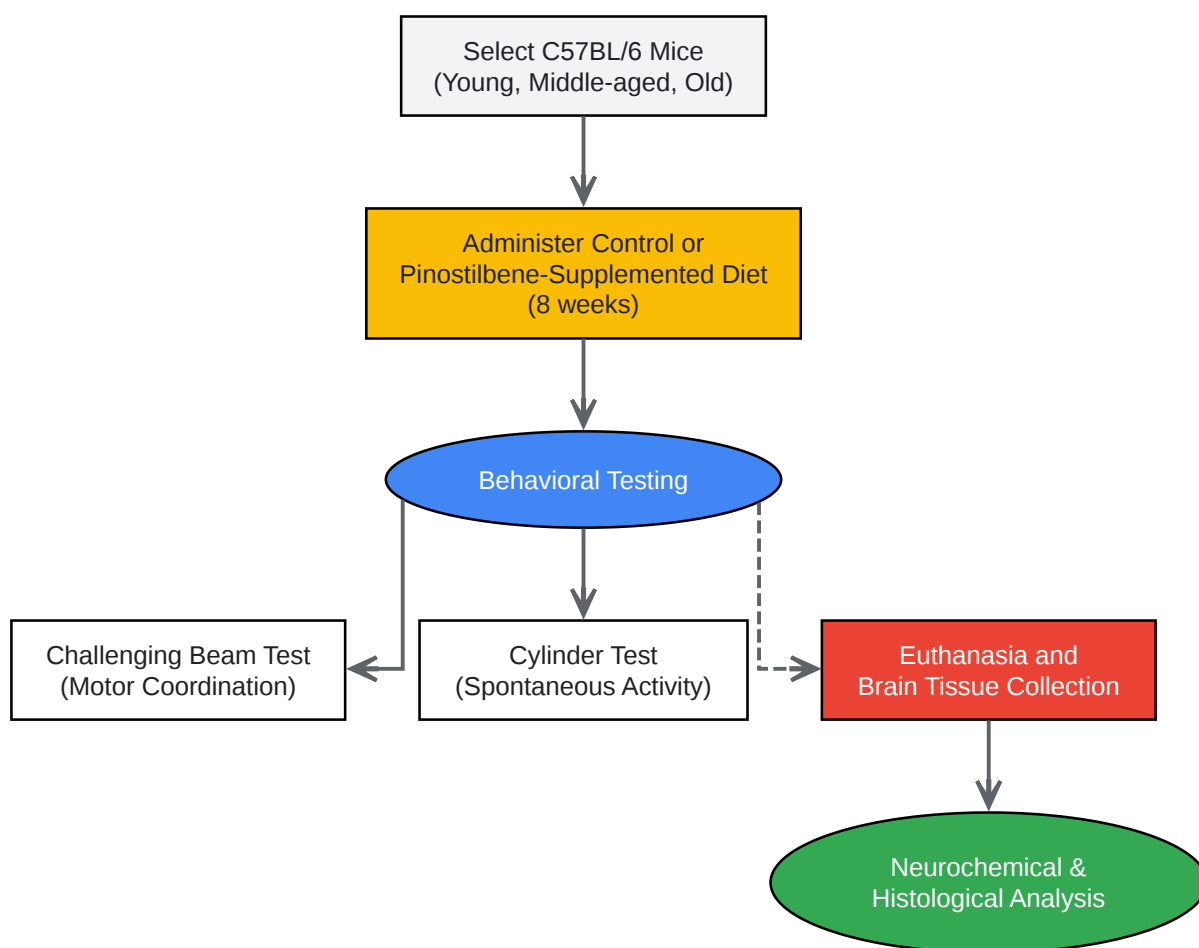 Select C57BL/6 Mice
(Young, Middle-aged, Old)
Administer Control or
Pinostilbene-Supplemented Diet
(8 weeks)
Behavioral Testing
Challenging Beam Test
(Motor Coordination)
Cylinder Test
(Spontaneous Activity)
Euthanasia and
Brain Tissue Collection
Neurochemical &
Histological Analysis